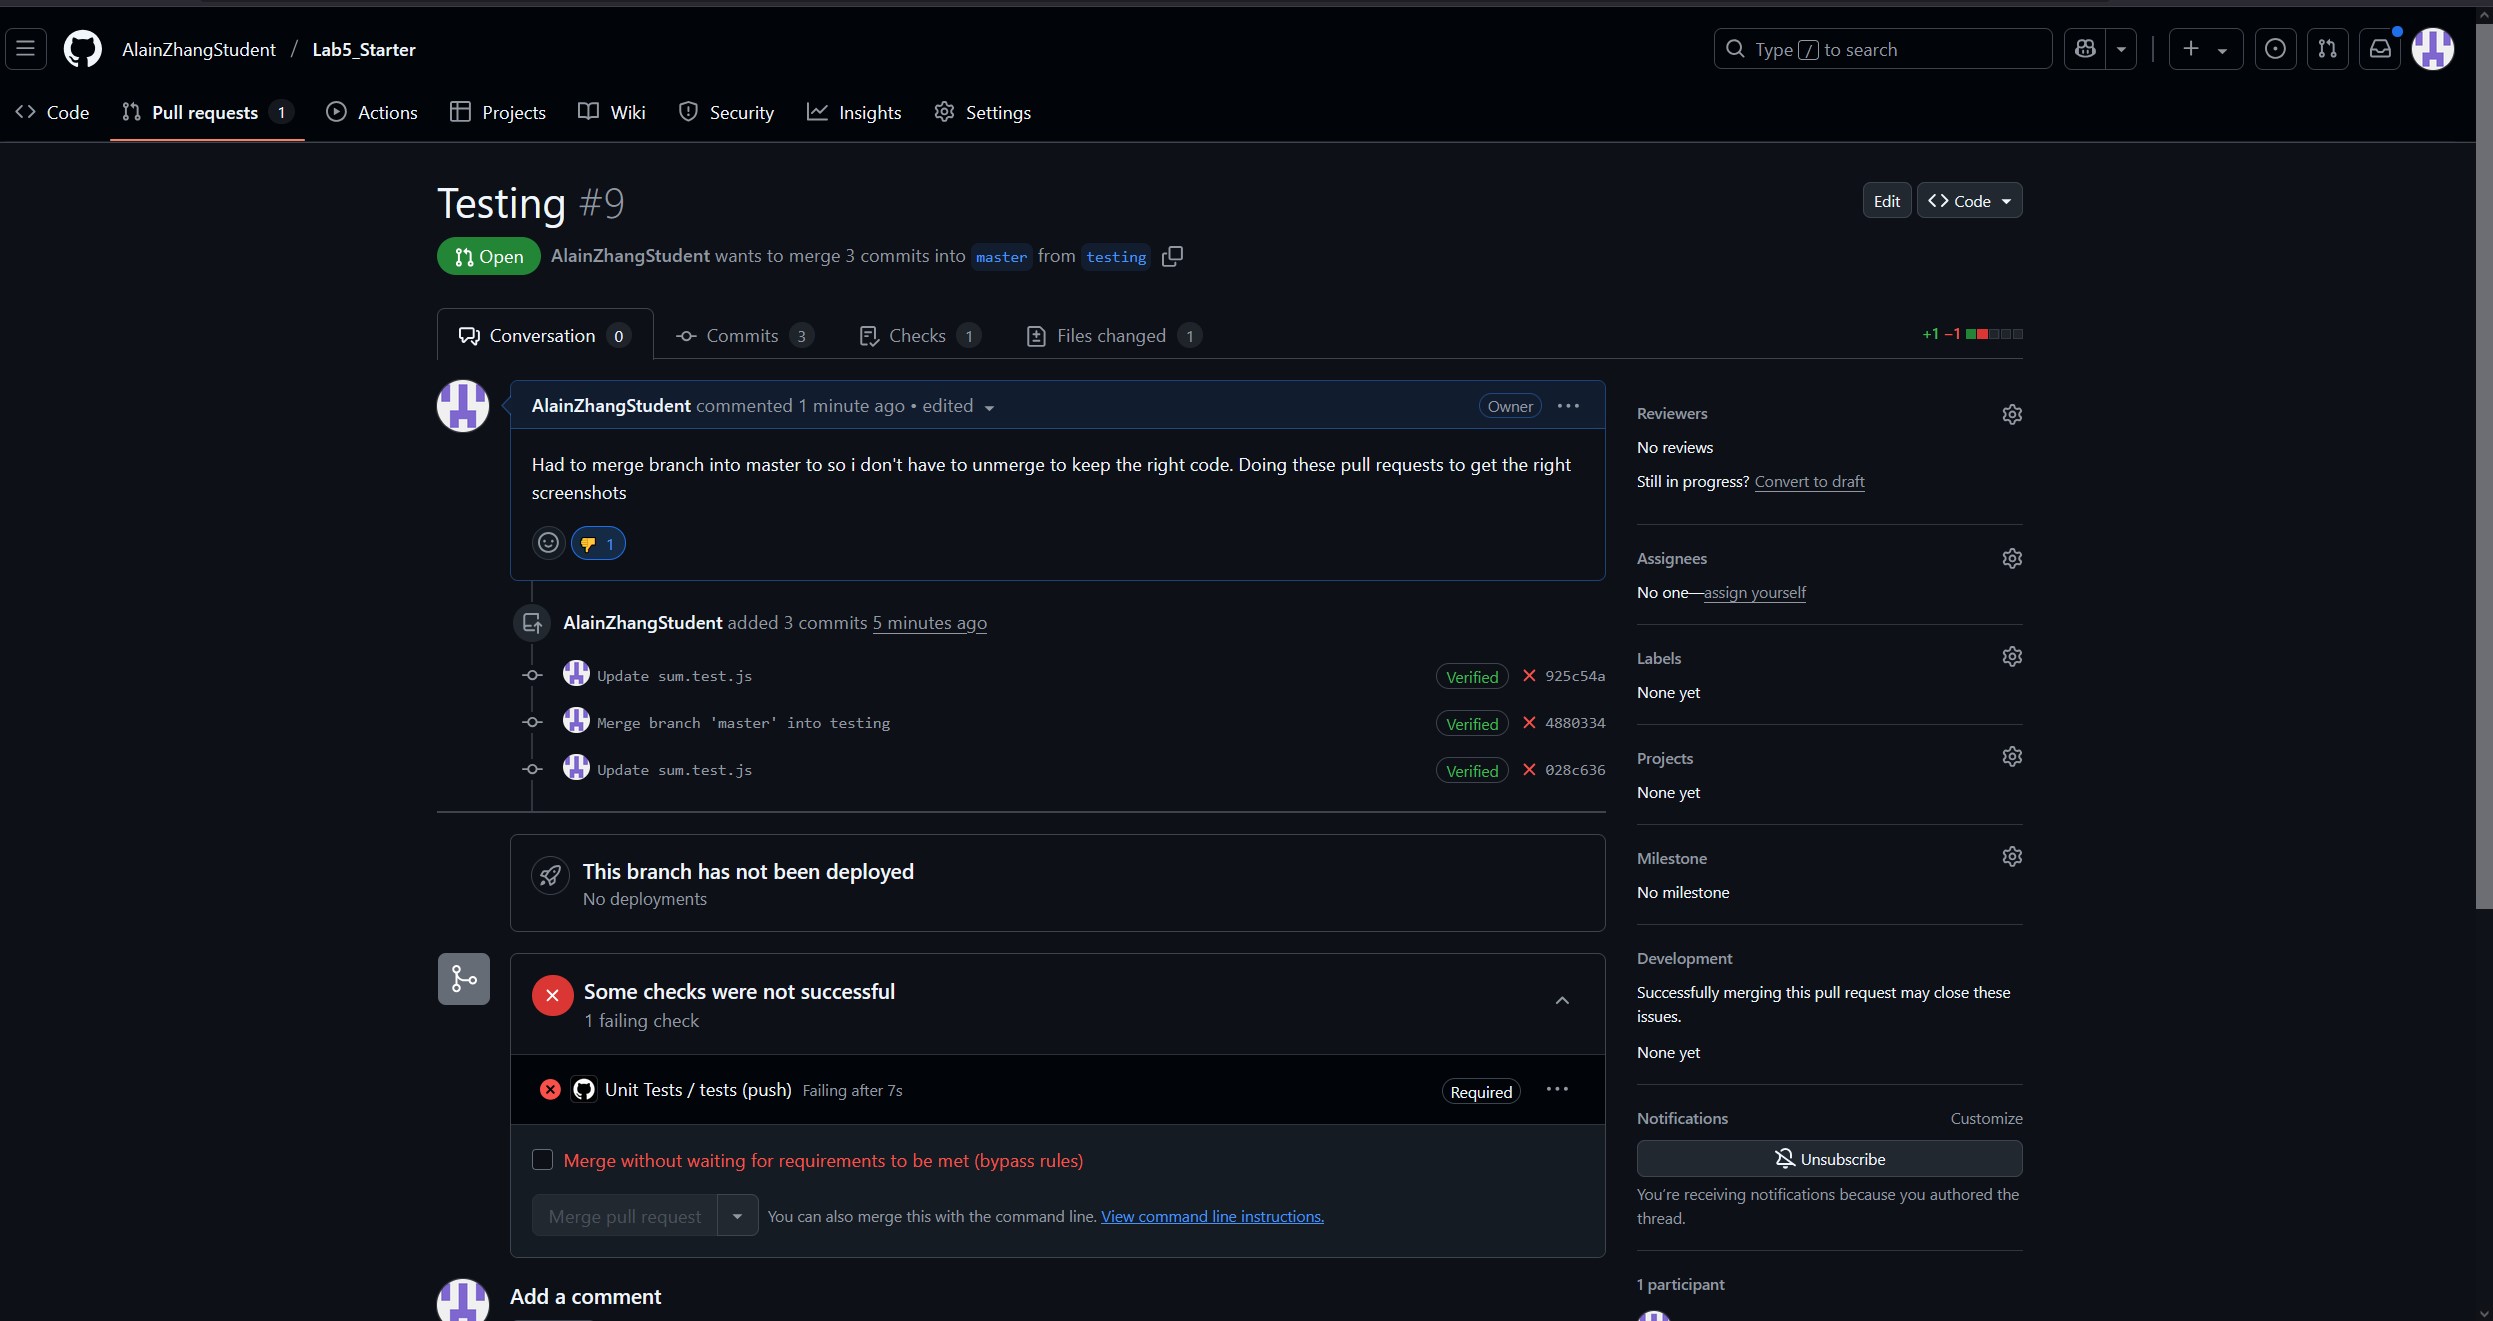 AlainZhangStudent / Lab5_Starter
Type / to search
Code
Pull requests 1
Actions
Projects
Wiki
Security
Insights
Settings
Testing #9
Edit
Code
Open
AlainZhangStudent wants to merge 3 commits into master from testing
Conversation 0
Commits 3
Checks 1
Files changed 1
+1 −1
AlainZhangStudent commented 1 minute ago • edited
Owner
Had to merge branch into master to so i don't have to unmerge to keep the right code. Doing these pull requests to get the right
screenshots
1
AlainZhangStudent added 3 commits 5 minutes ago
Update sum.test.js Verified 925c54a
Merge branch 'master' into testing Verified 4880334
Update sum.test.js Verified 028c636
This branch has not been deployed
No deployments
Some checks were not successful
1 failing check
Unit Tests / tests (push) Failing after 7s Required
Merge without waiting for requirements to be met (bypass rules)
Merge pull request
You can also merge this with the command line. View command line instructions.
Add a comment
Reviewers
No reviews
Still in progress? Convert to draft
Assignees
No one—assign yourself
Labels
None yet
Projects
None yet
Milestone
No milestone
Development
Successfully merging this pull request may close these
issues.
None yet
Notifications Customize
Unsubscribe
You're receiving notifications because you authored the
thread.
1 participant